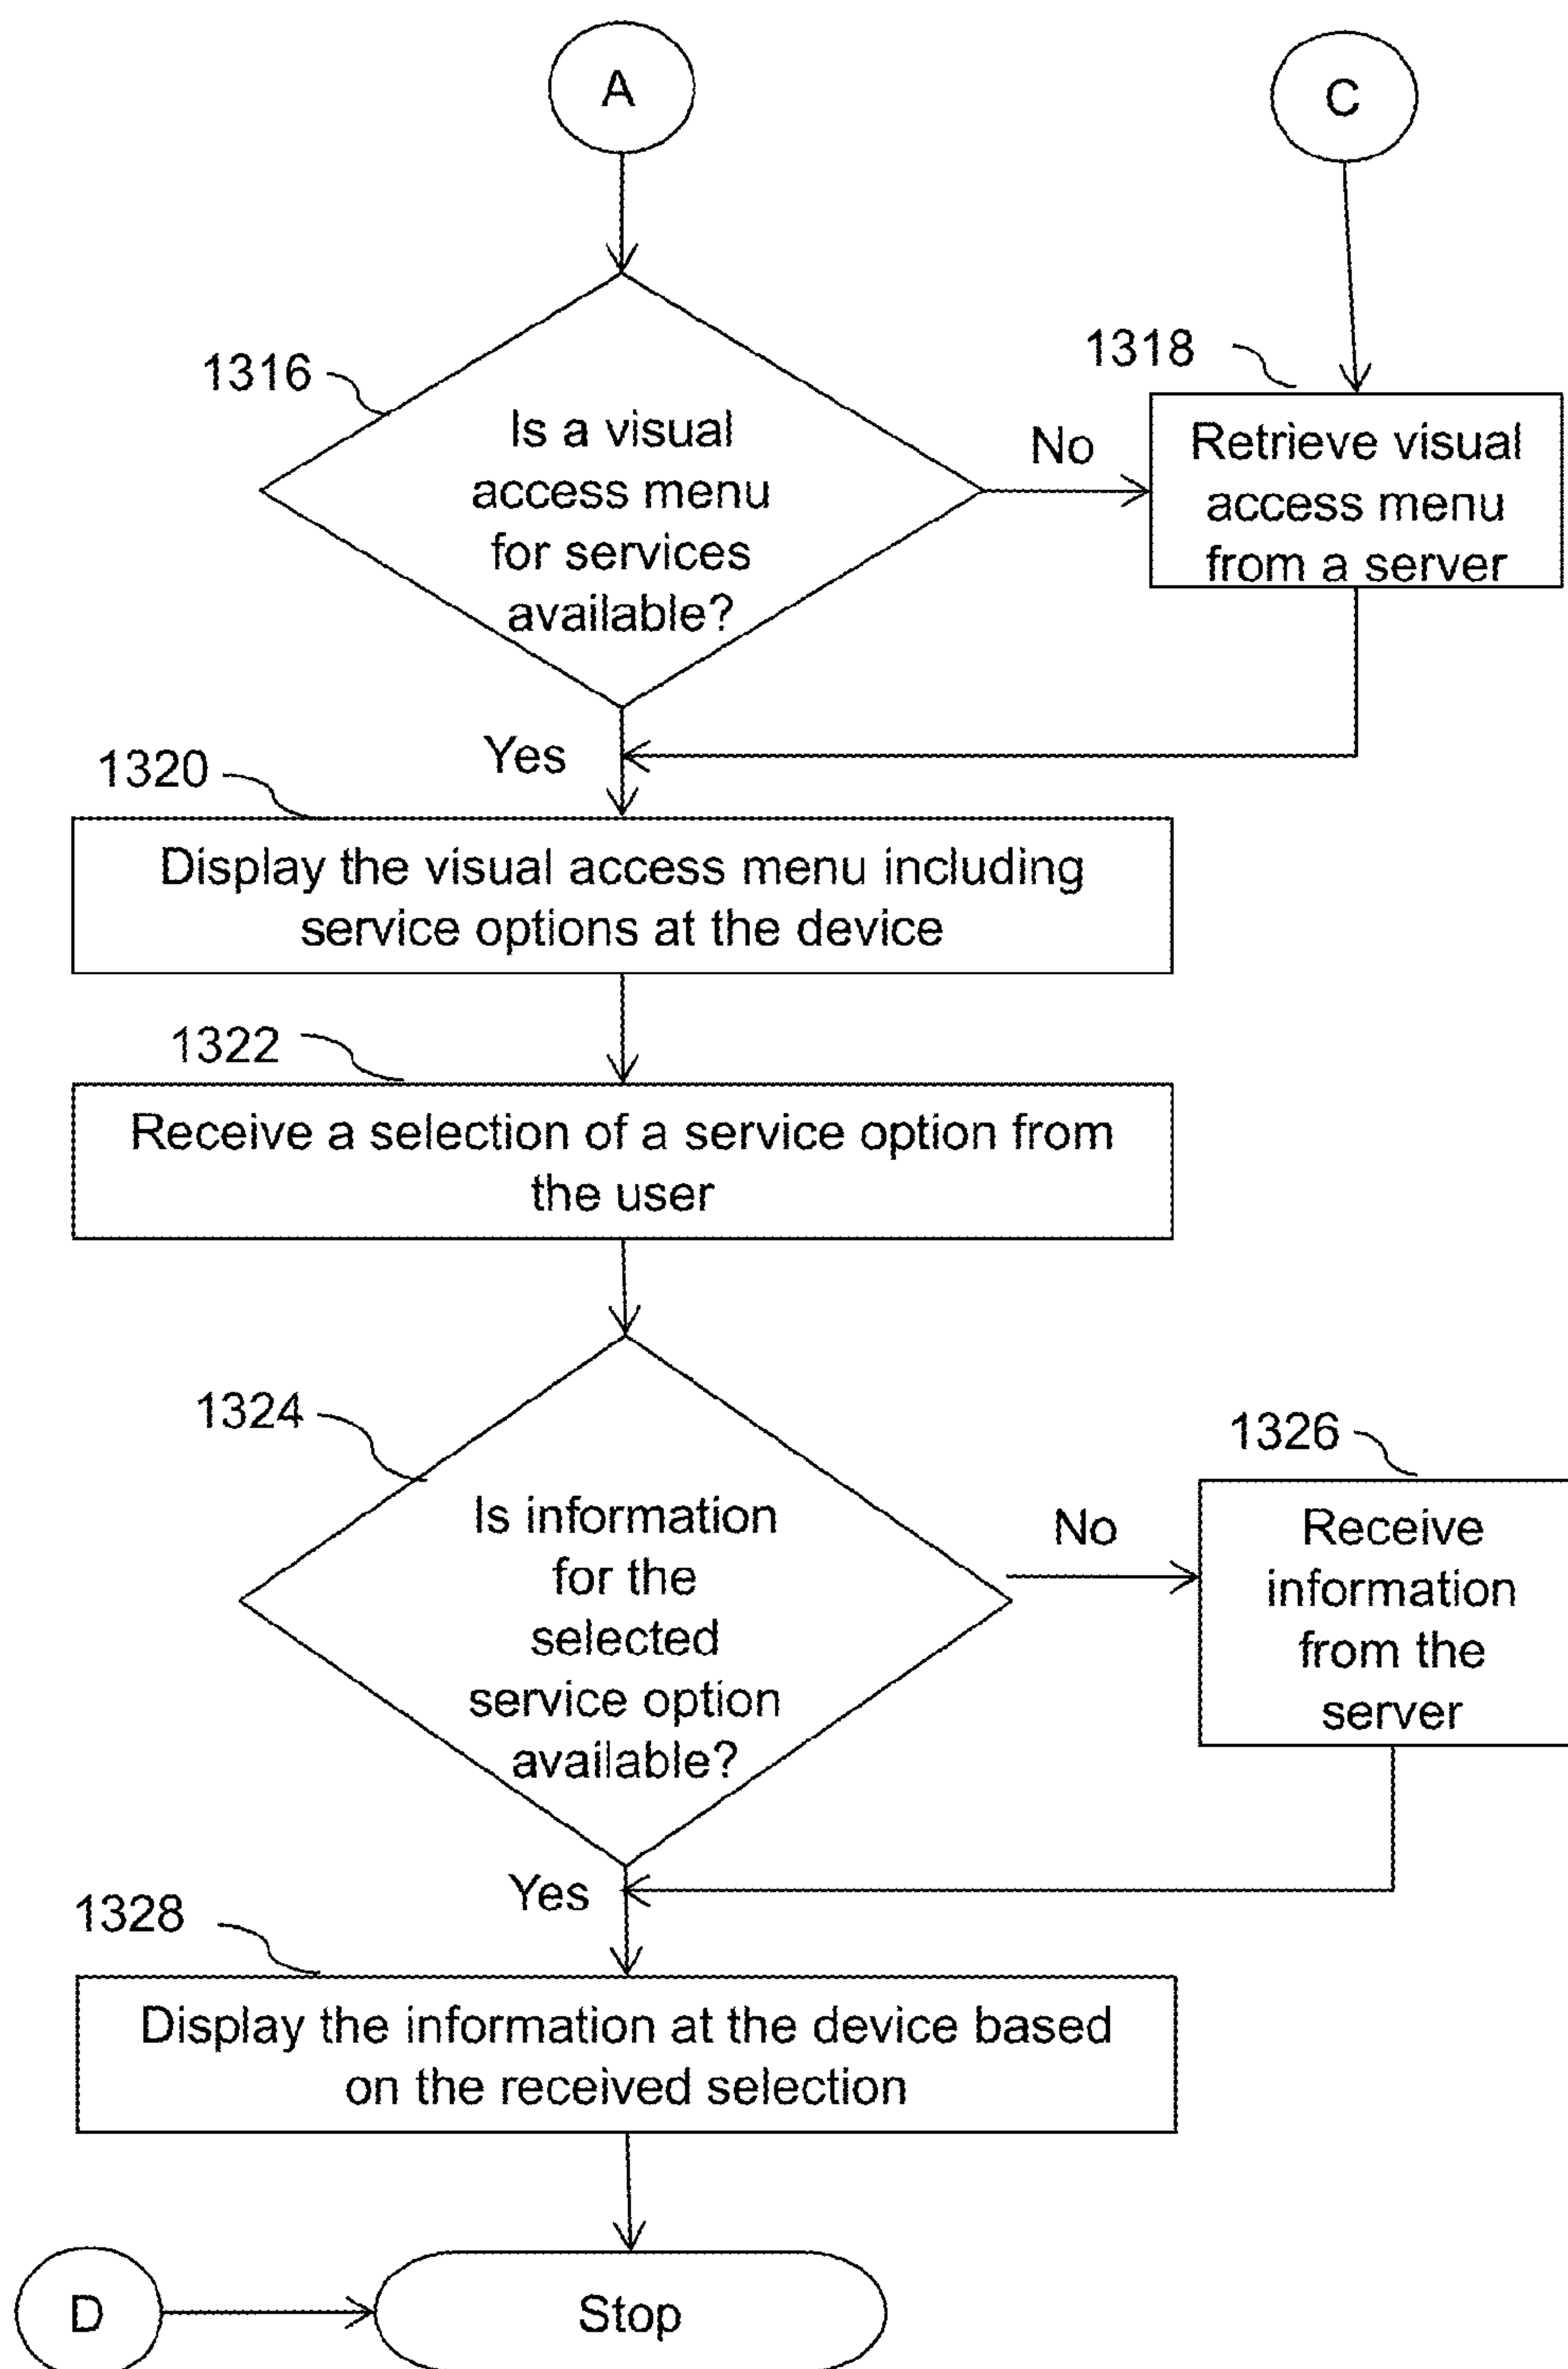 A
C
1316
1318
Is a visual
access menu
for services
available?
No
Retrieve visual
access menu
from a server
Yes
1320
Display the visual access menu including
service options at the device
1322
Receive a selection of a service option from
the user
1324
1326
Is information
for the
selected
service option
available?
No
Receive
information
from the
server
Yes
1328
Display the information at the device based
on the received selection
D
Stop